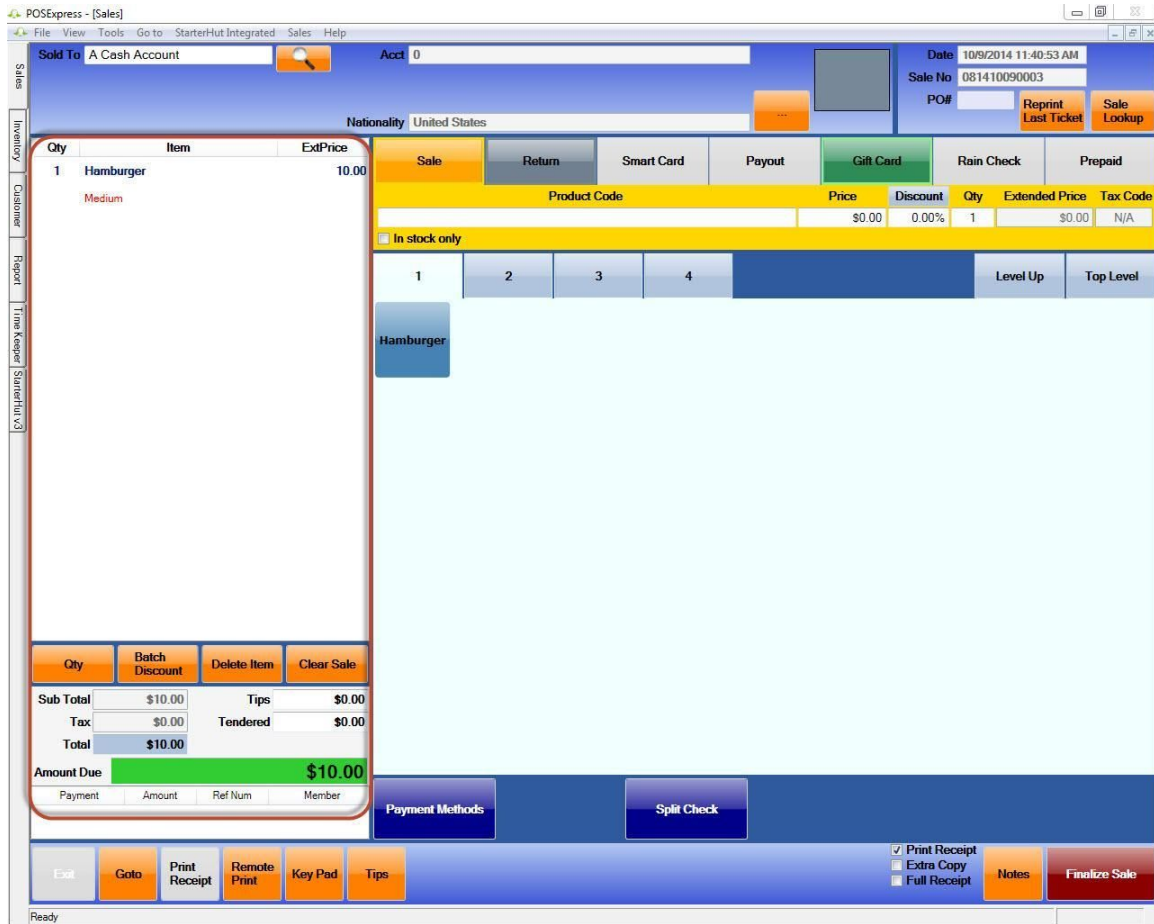 POSExpress - [Sales]
File View Tools Go to StarterHut Integrated Sales Help
Sales
Inventory
Customer
Report
Time Keeper
StarterHut v3
Sold To A Cash Account
Acct 0
Nationality United States
...
Date 10/9/2014 11:40:53 AM
Sale No 081410090003
PO#
Reprint Last Ticket
Sale Lookup
Qty Item ExtPrice
1 Hamburger 10.00
Medium
Sale Return Smart Card Payout Gift Card Rain Check Prepaid
Product Code Price Discount Qty Extended Price Tax Code
$0.00 0.00% 1 $0.00 N/A
In stock only
1 2 3 4 Level Up Top Level
Hamburger
Qty Batch Discount Delete Item Clear Sale
Sub Total $10.00 Tips $0.00
Tax $0.00 Tendered $0.00
Total $10.00
Amount Due $10.00
Payment Amount Ref Num Member
Payment Methods Split Check
Exit Goto Print Receipt Remote Print Key Pad Tips
Print Receipt
Extra Copy
Full Receipt
Notes Finalize Sale
Ready